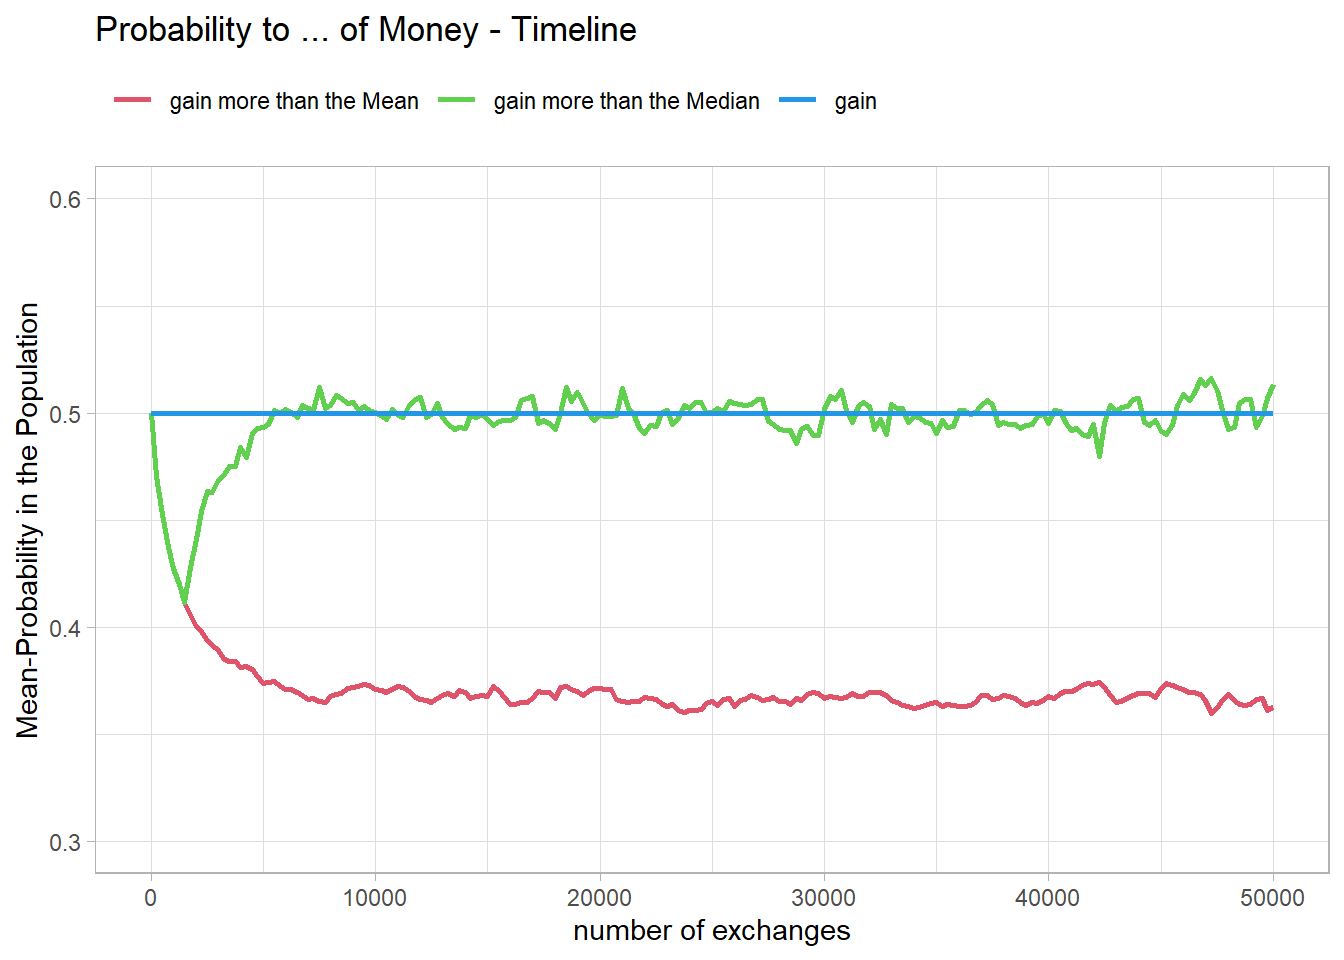 Probability to ... of Money - Timeline
gain more than the Mean
gain more than the Median
gain
Mean-Probability in the Population
0.6
0.5
0.4
0.3
0
10000
20000
30000
40000
50000
number of exchanges